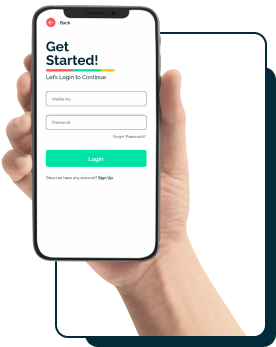 Back
Get
Started!
Let's Login to Continue
Mobile No.
Password
Forgot Password?
Login
Does not have any account? Sign Up